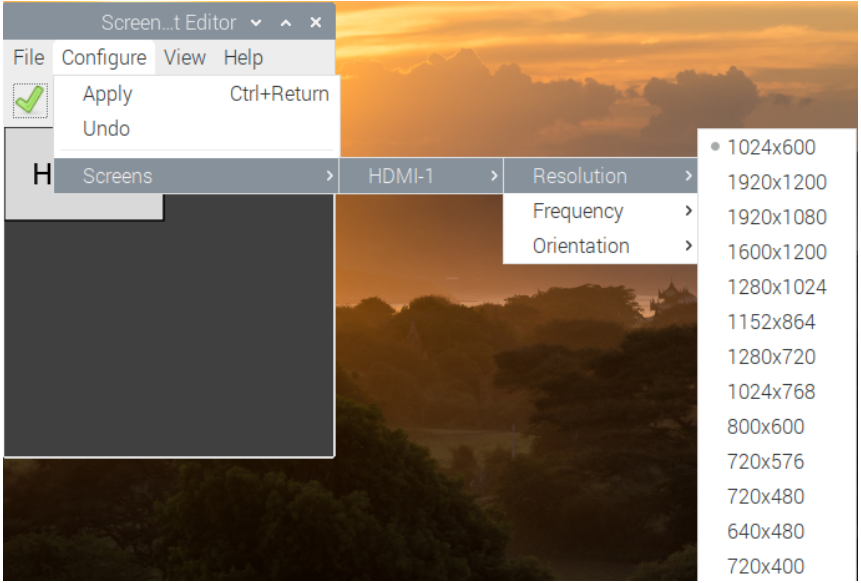 Screen...t Editor
File Configure View Help
Apply Ctrl+Return
Undo
H
Screens
HDMI-1
Resolution
Frequency
Orientation
1024x600
1920x1200
1920x1080
1600x1200
1280x1024
1152x864
1280x720
1024x768
800x600
720x576
720x480
640x480
720x400